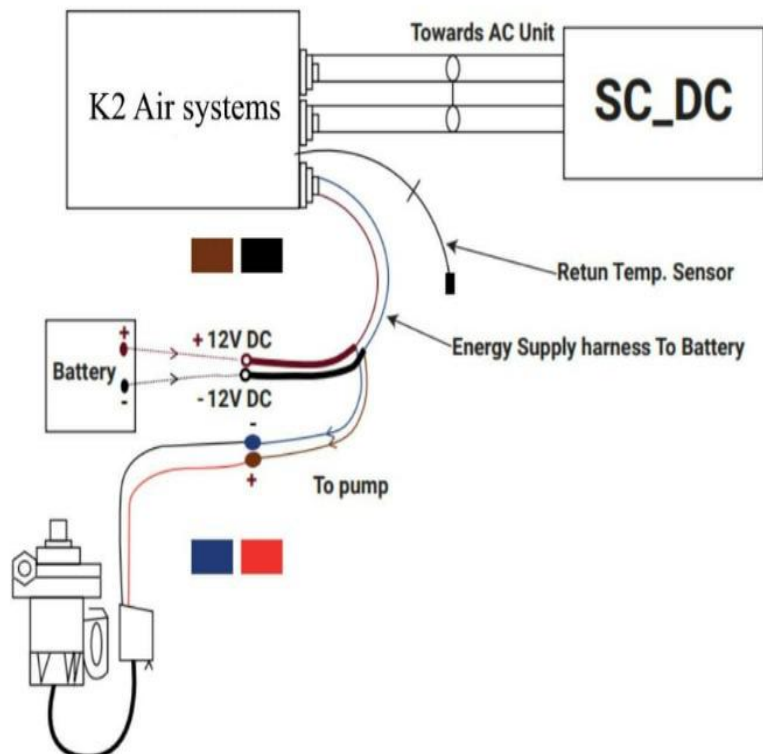 Towards AC Unit
K2 Air systems
SC_DC
Retun Temp. Sensor
+
+ 12V DC
Energy Supply harness To Battery
Battery
-
- 12V DC
-
+
To pump